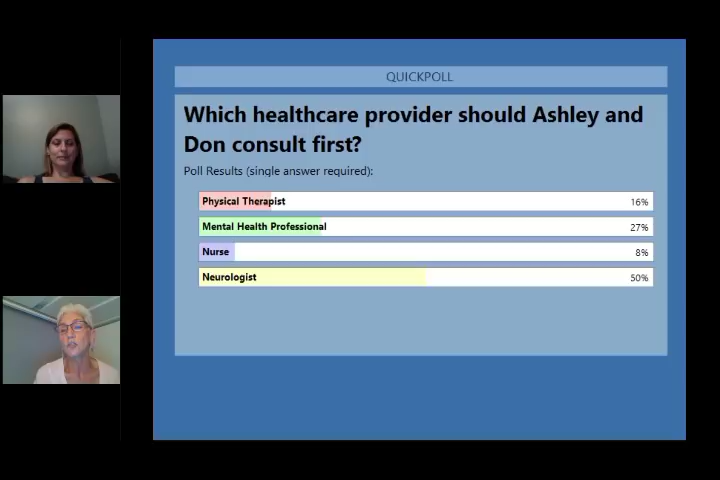 QUICKPOLL
Which healthcare provider should Ashley and
Don consult first?
Poll Results (single answer required):
Physical Therapist 16%
Mental Health Professional 27%
Nurse 8%
Neurologist 50%